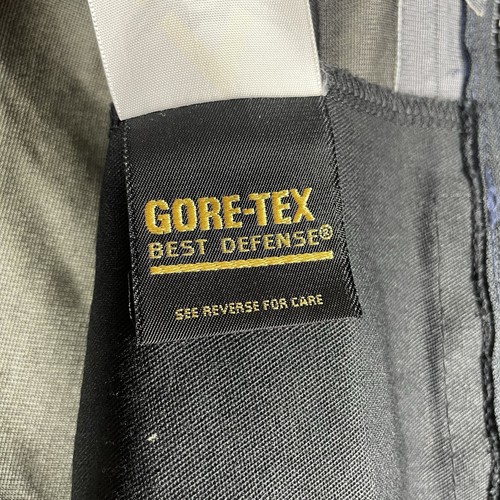 GORE-TEX
BEST DEFENSE®
SEE REVERSE FOR CARE